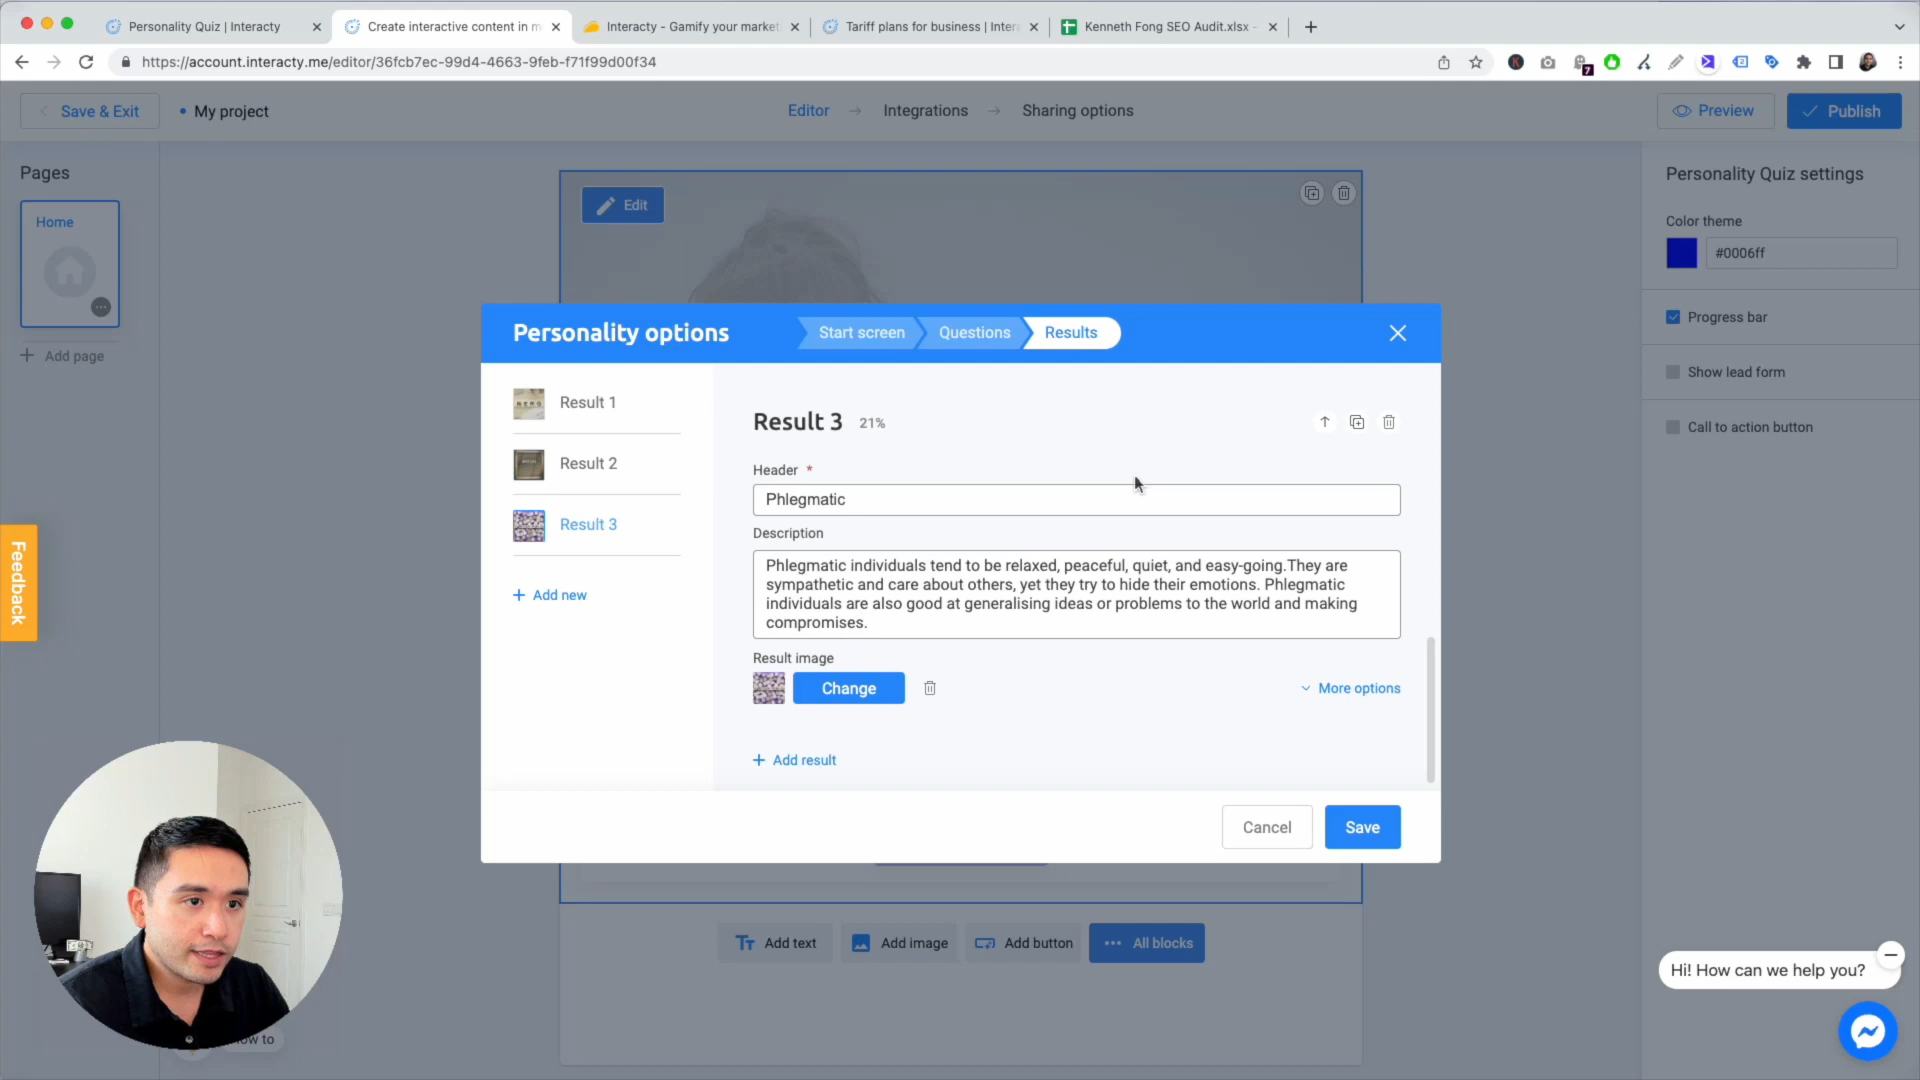 Personality Quiz | Interacty
Create interactive content in m
Interacty - Gamify your market
Tariff plans for business | Intera
Kenneth Fong SEO Audit.xlsx -
https://account.interacty.me/editor/36fcb7ec-99d4-4663-9feb-f71f99d00f34
7
Save & Exit
My project
Editor
Integrations
Sharing options
Preview
Publish
Pages
Home
Add page
Edit
Personality Quiz settings
Color theme
#0006ff
Progress bar
Show lead form
Call to action button
Personality options
Start screen
Questions
Results
Result 1
Result 2
Result 3
Add new
Result 3
21%
Header *
Phlegmatic
Description
Phlegmatic individuals tend to be relaxed, peaceful, quiet, and easy-going.They are
sympathetic and care about others, yet they try to hide their emotions. Phlegmatic
individuals are also good at generalising ideas or problems to the world and making
compromises.
Result image
Change
More options
Add result
Cancel
Save
Feedback
Add text
Add image
Add button
All blocks
Hi! How can we help you?
to